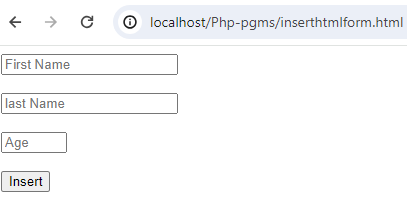 localhost/Php-pgms/inserthtmlform.html
First Name
last Name
Age
Insert